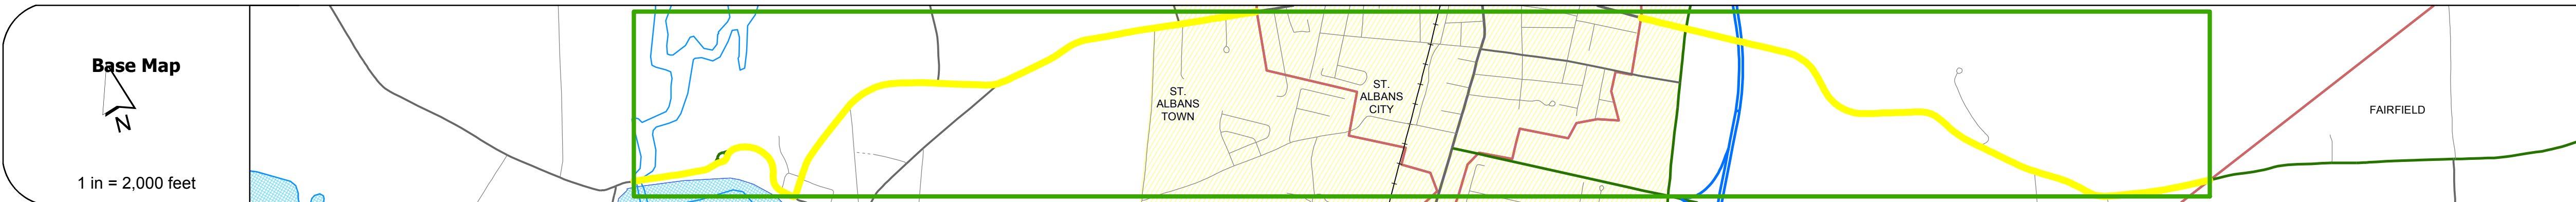 Base Map
N
1 in = 2,000 feet
ST.
ALBANS
TOWN
ST.
ALBANS
CITY
FAIRFIELD